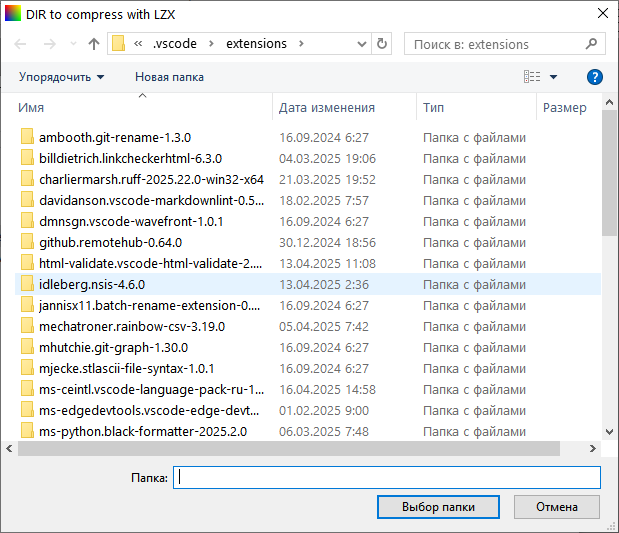 DIR to compress with LZX
« .vscode › extensions ›
Поиск в: extensions
Упорядочить
Новая папка
?
Имя Дата изменения Тип Размер
ambooth.git-rename-1.3.0 16.09.2024 6:27 Папка с файлами
billdietrich.linkcheckerhtml-6.3.0 04.03.2025 19:06 Папка с файлами
charliermarsh.ruff-2025.22.0-win32-x64 21.03.2025 19:52 Папка с файлами
davidanson.vscode-markdownlint-0.5... 18.02.2025 7:57 Папка с файлами
dmnsgn.vscode-wavefront-1.0.1 16.09.2024 6:27 Папка с файлами
github.remotehub-0.64.0 30.12.2024 18:56 Папка с файлами
html-validate.vscode-html-validate-2.... 13.04.2025 11:08 Папка с файлами
idleberg.nsis-4.6.0 13.04.2025 2:36 Папка с файлами
jannisx11.batch-rename-extension-0.... 16.09.2024 6:27 Папка с файлами
mechatroner.rainbow-csv-3.19.0 05.04.2025 7:42 Папка с файлами
mhutchie.git-graph-1.30.0 16.09.2024 6:27 Папка с файлами
mjecke.stlascii-file-syntax-1.0.1 16.09.2024 6:27 Папка с файлами
ms-ceintl.vscode-language-pack-ru-1... 16.04.2025 14:58 Папка с файлами
ms-edgedevtools.vscode-edge-devt... 01.02.2025 9:00 Папка с файлами
ms-python.black-formatter-2025.2.0 06.03.2025 7:48 Папка с файлами
Папка:
Выбор папки
Отмена